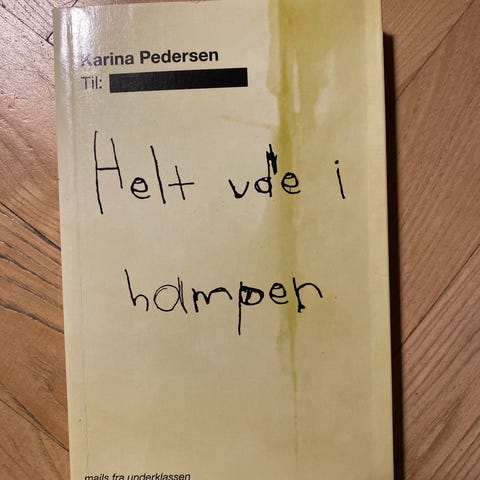 Karina Pedersen
Til:
Helt ude i
hampen
mails fra underklassen